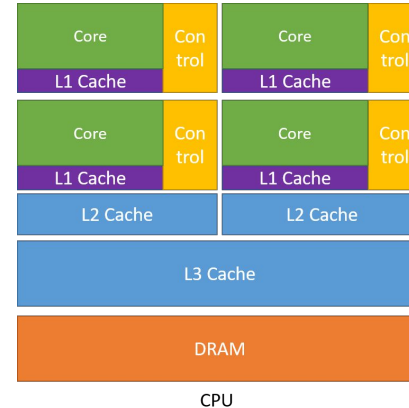 Core
Con
trol
Core
Con
trol
L1 Cache
L1 Cache
Core
Con
trol
Core
Con
trol
L1 Cache
L1 Cache
L2 Cache
L2 Cache
L3 Cache
DRAM
CPU